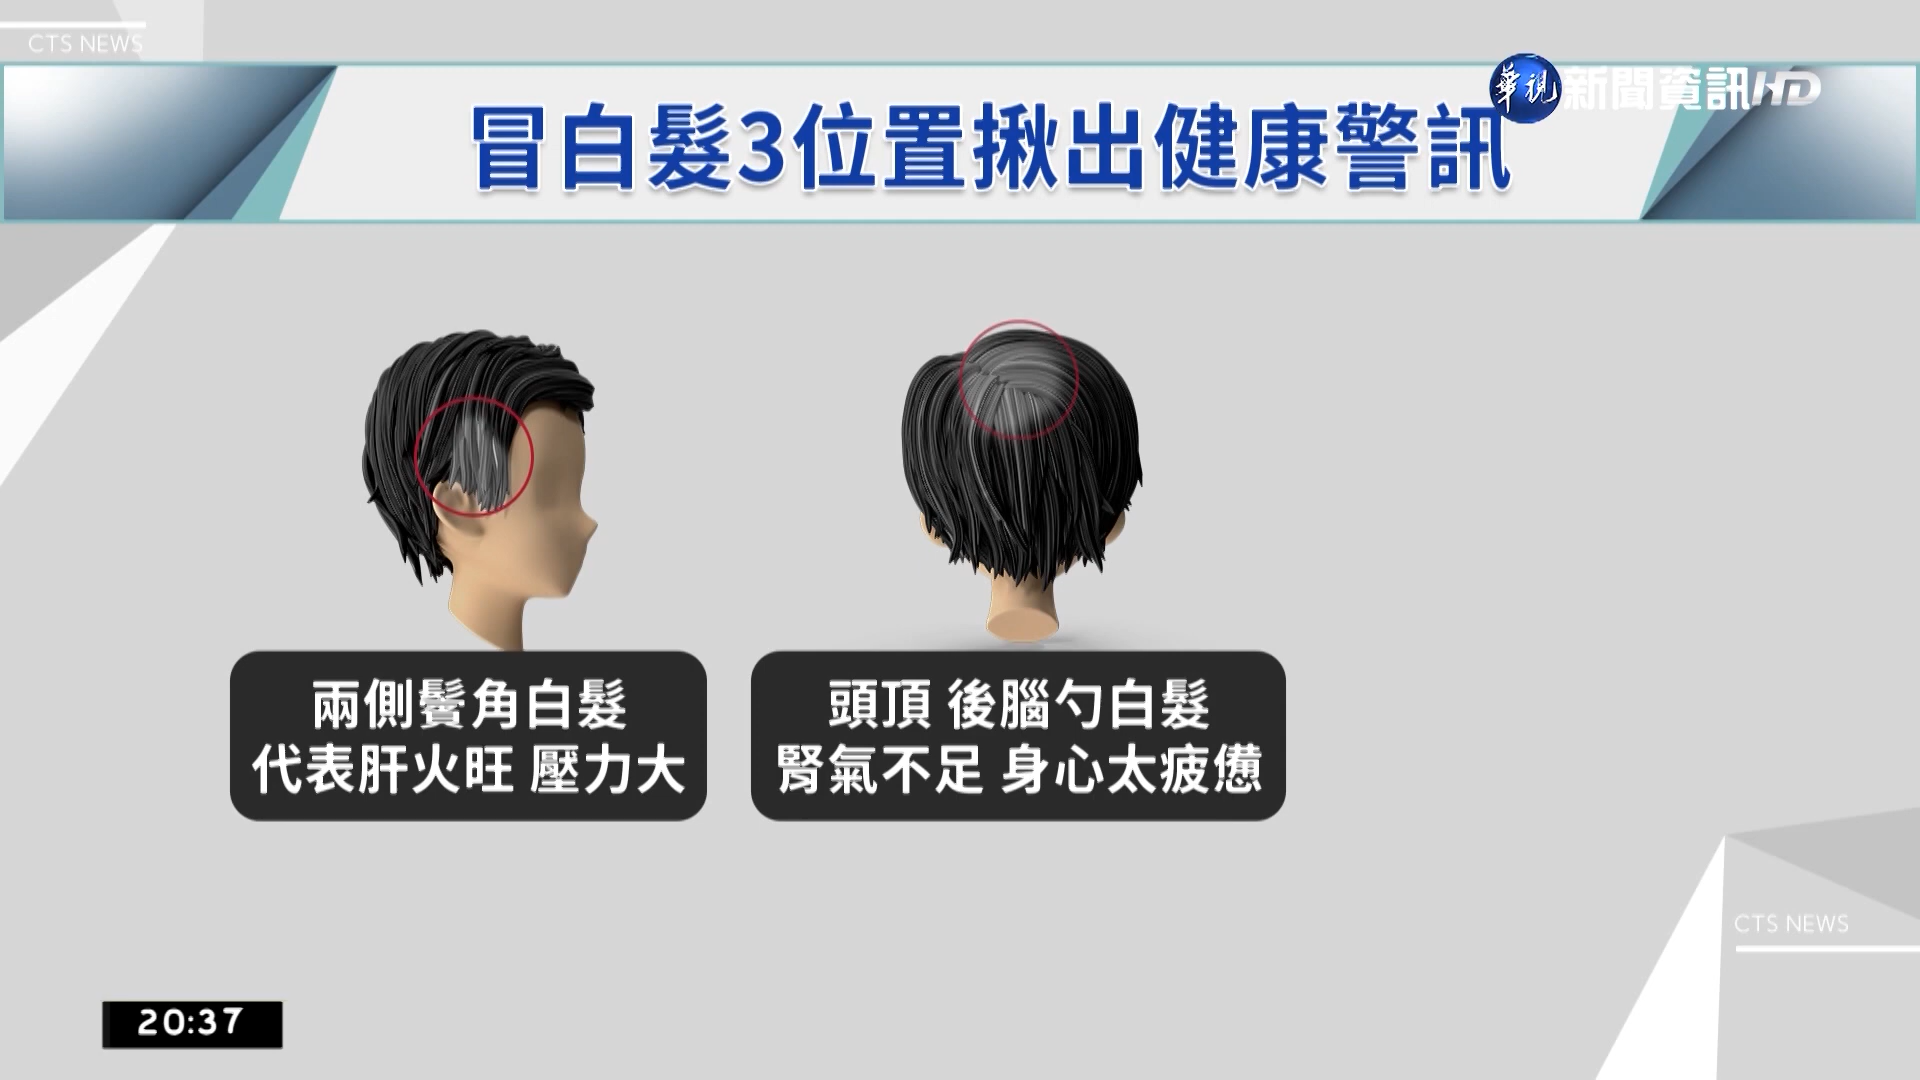 CTS NEWS
華視新聞資訊HD
冒白髮3位置揪出健康警訊
兩側鬢角白髮
代表肝火旺 壓力大
頭頂 後腦勺白髮
腎氣不足 身心太疲憊
CTS NEWS
20:37